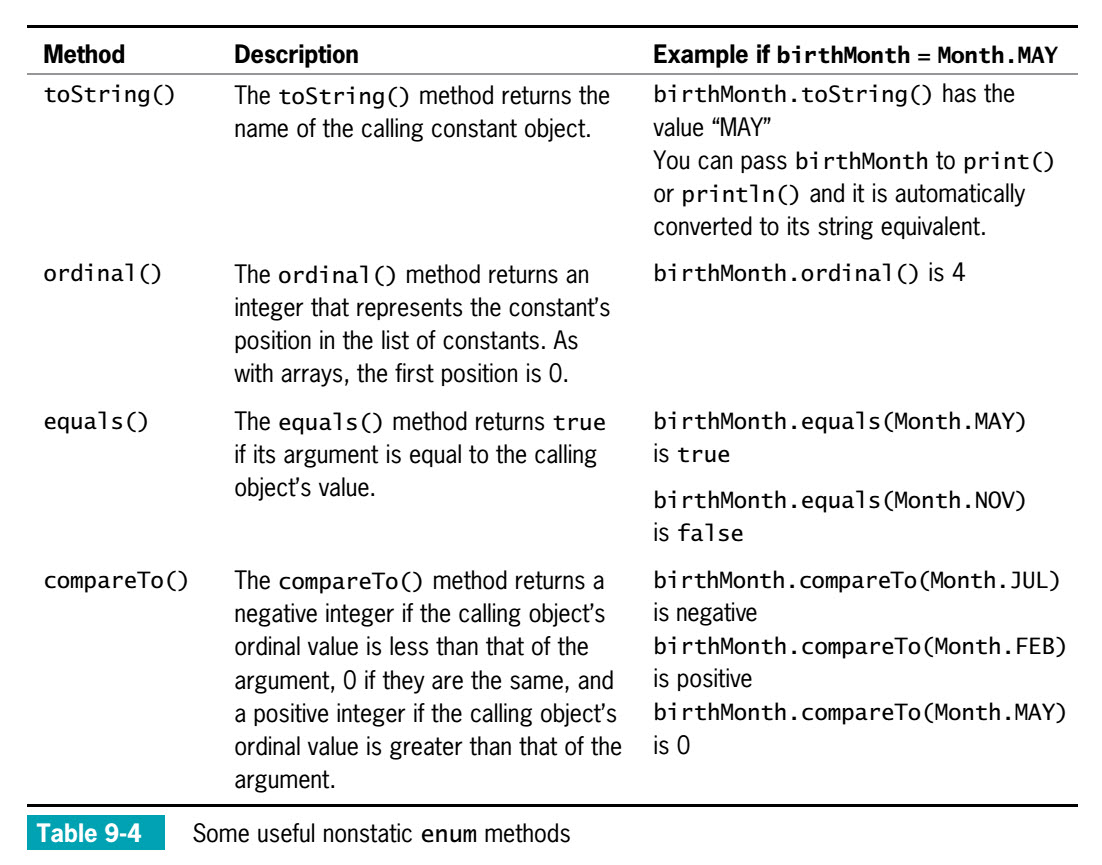 Method Description Example if birthMonth = Month.MAY
toString()
The toString() method returns the
name of the calling constant object.
birthMonth.toString() has the
value “MAY”
You can pass birthMonth to print()
or println() and it is automatically
converted to its string equivalent.
ordinal()
The ordinal() method returns an
integer that represents the constant’s
position in the list of constants. As
with arrays, the first position is 0.
birthMonth.ordinal() is 4
equals()
The equals() method returns true
if its argument is equal to the calling
object’s value.
birthMonth.equals(Month.MAY)
is true
birthMonth.equals(Month.NOV)
is false
compareTo()
The compareTo() method returns a
negative integer if the calling object’s
ordinal value is less than that of the
argument, 0 if they are the same, and
a positive integer if the calling object’s
ordinal value is greater than that of the
argument.
birthMonth.compareTo(Month.JUL)
is negative
birthMonth.compareTo(Month.FEB)
is positive
birthMonth.compareTo(Month.MAY)
is 0
Table 9-4 Some useful nonstatic enum methods